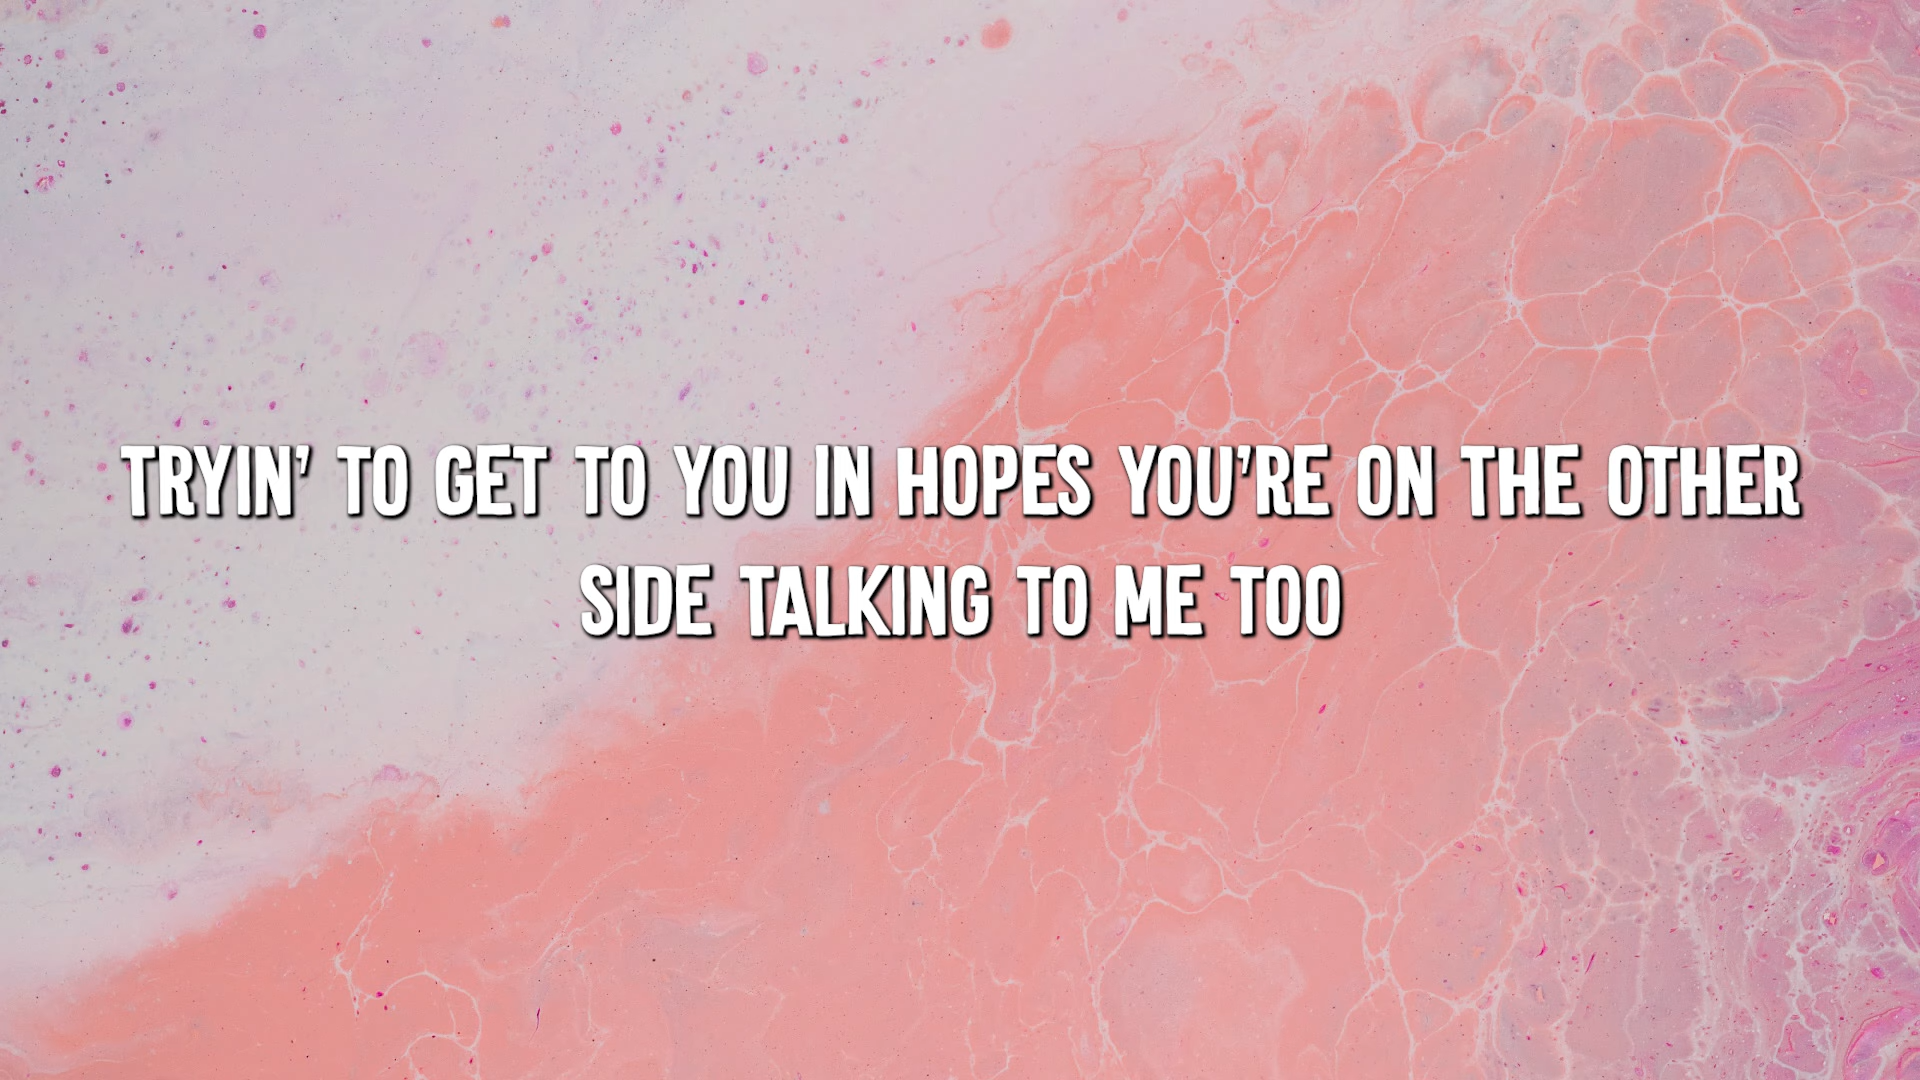 TRYIN' TO GET TO YOU IN HOPES YOU'RE ON THE OTHER
SIDE TALKING TO ME TOO